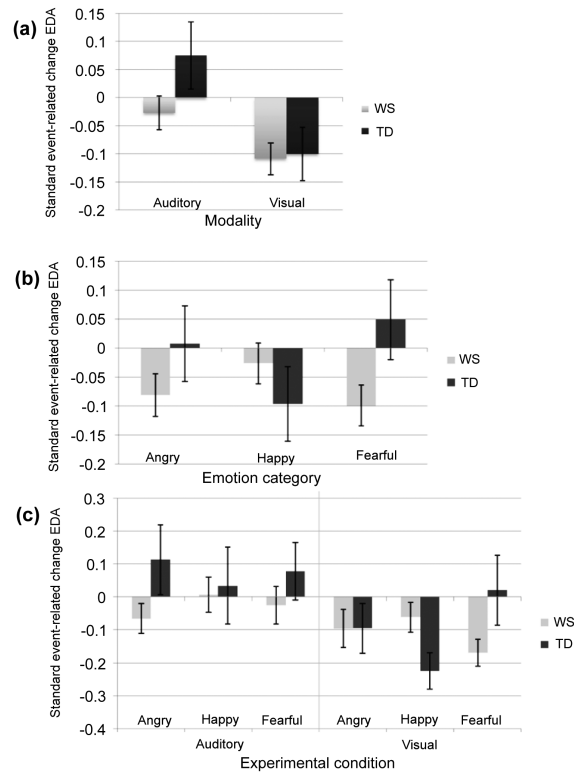 (a)
Standard event-related change EDA
0.15
0.1
0.05
0
-0.05
-0.1
-0.15
-0.2
Auditory Visual
Modality
WS
TD
(b)
Standard event-related change EDA
0.15
0.1
0.05
0
-0.05
-0.1
-0.15
-0.2
Angry Happy Fearful
Emotion category
WS
TD
(c)
Standard event-related change EDA
0.3
0.2
0.1
0
-0.1
-0.2
-0.3
-0.4
Angry Happy Fearful Angry Happy Fearful
Auditory Visual
Experimental condition
WS
TD